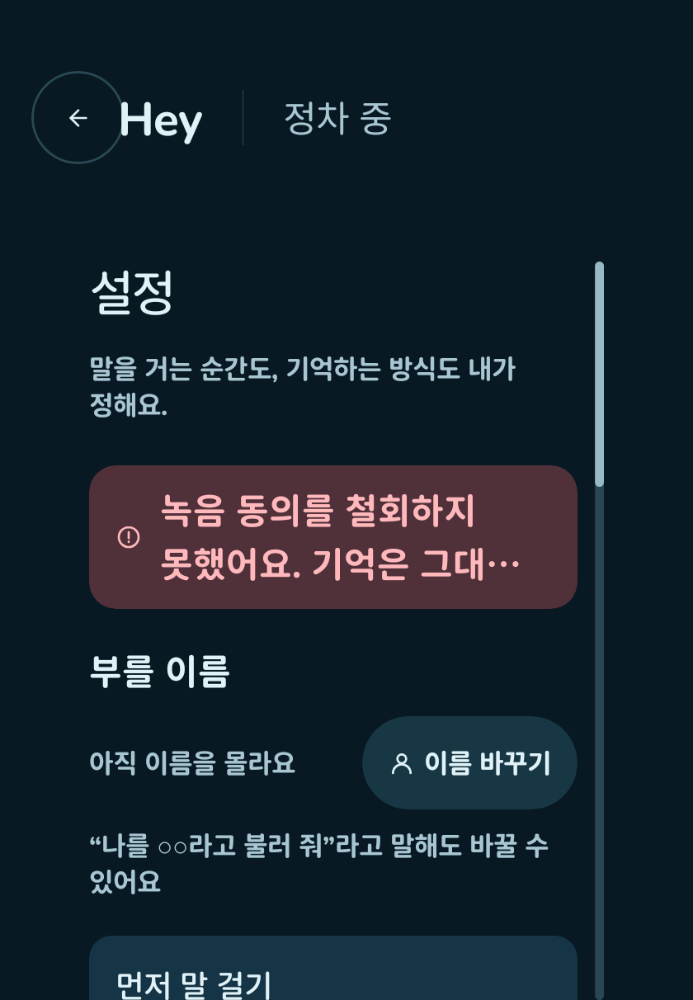 Hey
정차 중
설정
말을 거는 순간도, 기억하는 방식도 내가
정해요.
녹음 동의를 철회하지
못했어요. 기억은 그대…
부를 이름
아직 이름을 몰라요
이름 바꾸기
“나를 ○○라고 불러 줘”라고 말해도 바꿀 수
있어요
먼저 말 걸기